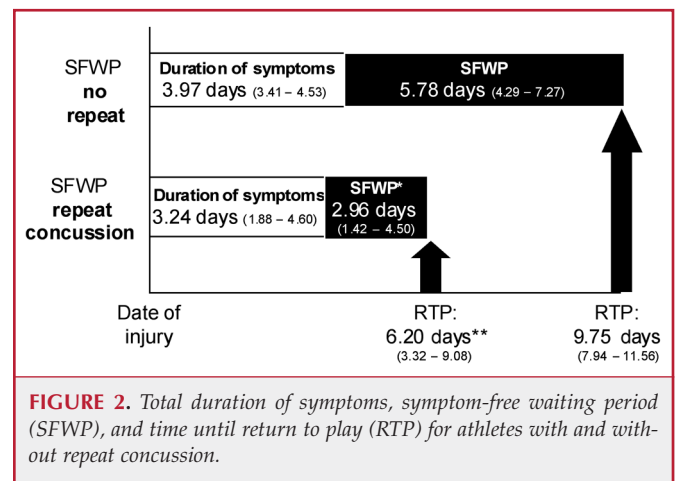 SFWP
no
repeat
Duration of symptoms
3.97 days (3.41 – 4.53)
SFWP
5.78 days (4.29 – 7.27)
SFWP
repeat
concussion
Duration of symptoms
3.24 days (1.88 – 4.60)
SFWP*
2.96 days
(1.42 – 4.50)
Date of
injury
RTP:
6.20 days**
(3.32 – 9.08)
RTP:
9.75 days
(7.94 – 11.56)
FIGURE 2. Total duration of symptoms, symptom-free waiting period
(SFWP), and time until return to play (RTP) for athletes with and with-
out repeat concussion.